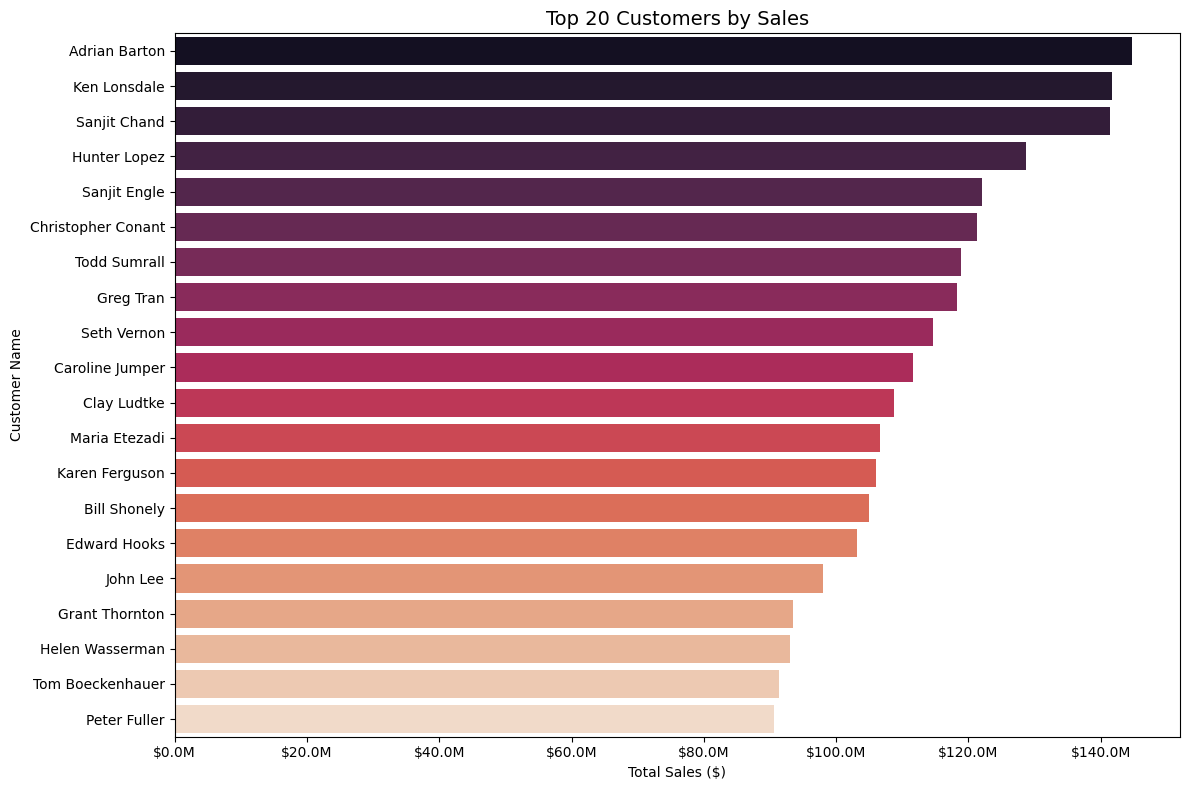 Top 20 Customers by Sales
Customer Name
Adrian Barton
Ken Lonsdale
Sanjit Chand
Hunter Lopez
Sanjit Engle
Christopher Conant
Todd Sumrall
Greg Tran
Seth Vernon
Caroline Jumper
Clay Ludtke
Maria Etezadi
Karen Ferguson
Bill Shonely
Edward Hooks
John Lee
Grant Thornton
Helen Wasserman
Tom Boeckenhauer
Peter Fuller
$0.0M $20.0M $40.0M $60.0M $80.0M $100.0M $120.0M $140.0M
Total Sales ($)